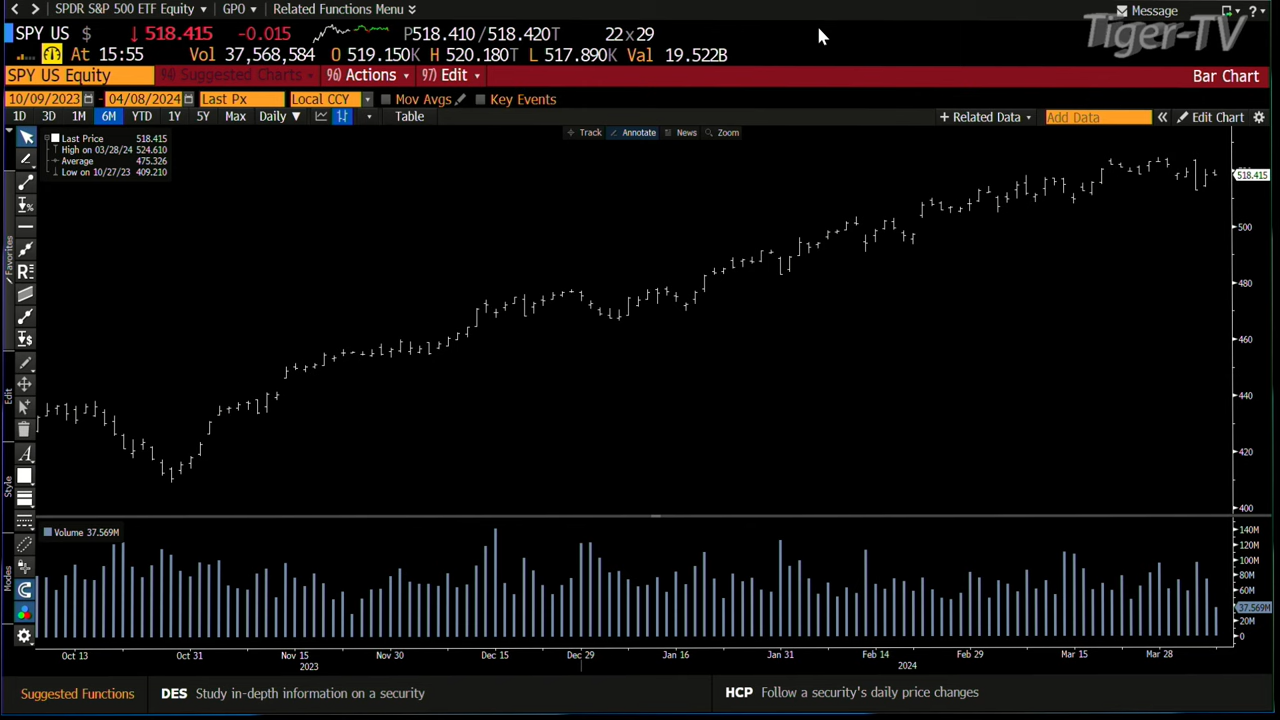 SPDR S&P 500 ETF Equity GPO Related Functions Menu Message
Tiger-TV
SPY US $ ↓ 518.415 -0.015 P518.410/518.420T 22x29
At 15:55 Vol 37,568,584 O 519.150K H 520.180T L 517.890K Val 19.522B
SPY US Equity 94) Suggested Charts 96) Actions 97) Edit Bar Chart
10/09/2023 - 04/08/2024 Last Px Local CCY Mov Avgs Key Events
1D 3D 1M 6M YTD 1Y 5Y Max Daily ▼ Table + Related Data Add Data « Edit Chart
Track Annotate News Zoom
Last Price 518.415
High on 03/28/24 524.610
Average 475.326
Low on 10/27/23 409.210
518.415
500
480
460
440
420
400
Favorites
Edit
Style
Modes
Volume 37.569M
140M
120M
100M
80M
60M
37.569M
20M
0
Oct 13 Oct 31 Nov 15 Nov 30 Dec 15 Dec 29 Jan 16 Jan 31 Feb 14 Feb 29 Mar 15 Mar 28
2023 2024
Suggested Functions DES Study in-depth information on a security HCP Follow a security's daily price changes